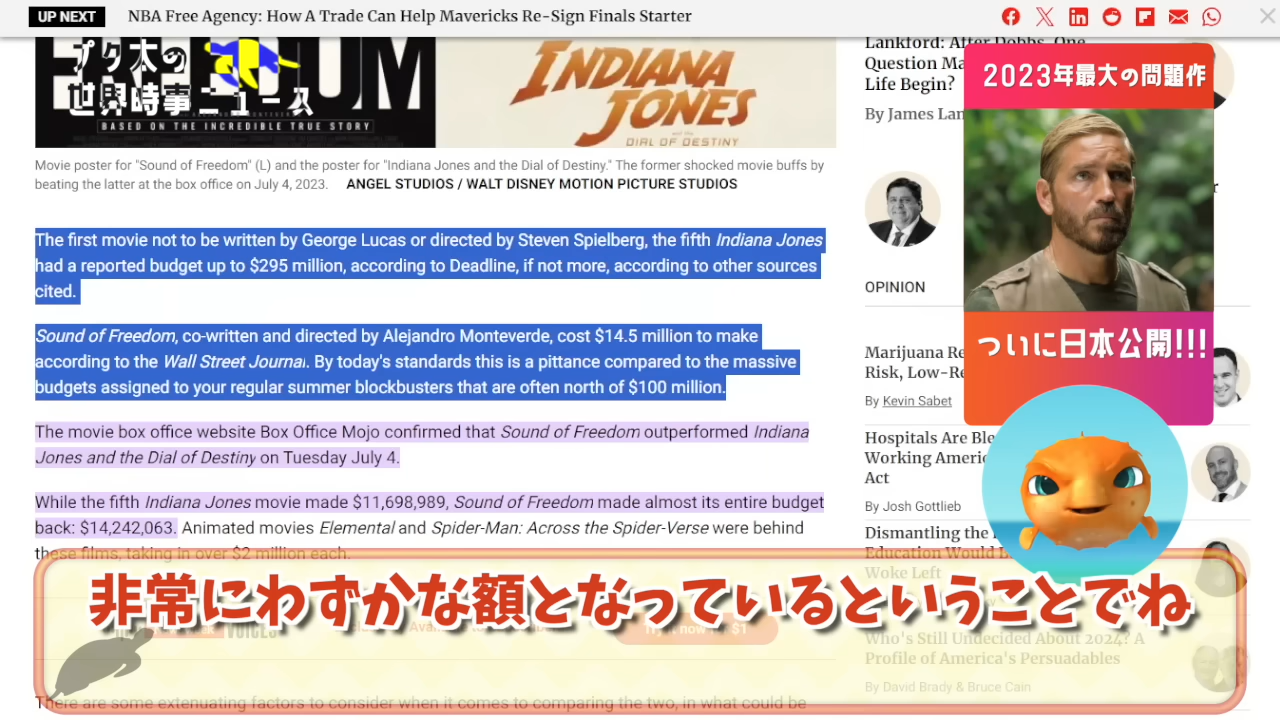 UP NEXT NBA Free Agency: How A Trade Can Help Mavericks Re-Sign Finals Starter
プク太の
世界時事ニュース
BASED ON THE INCREDIBLE TRUE STORY
INDIANA
JONES
and the
DIAL OF DESTINY
Movie poster for "Sound of Freedom" (L) and the poster for "Indiana Jones and the Dial of Destiny." The former shocked movie buffs by
beating the latter at the box office on July 4, 2023. ANGEL STUDIOS / WALT DISNEY MOTION PICTURE STUDIOS
The first movie not to be written by George Lucas or directed by Steven Spielberg, the fifth Indiana Jones
had a reported budget up to $295 million, according to Deadline, if not more, according to other sources
cited.
Sound of Freedom, co-written and directed by Alejandro Monteverde, cost $14.5 million to make
according to the Wall Street Journal. By today's standards this is a pittance compared to the massive
budgets assigned to your regular summer blockbusters that are often north of $100 million.
The movie box office website Box Office Mojo confirmed that Sound of Freedom outperformed Indiana
Jones and the Dial of Destiny on Tuesday July 4.
While the fifth Indiana Jones movie made $11,698,989, Sound of Freedom made almost its entire budget
back: $14,242,063. Animated movies Elemental and Spider-Man: Across the Spider-Verse were behind
these films, taking in over $2 million each.
There are some extenuating factors to consider when it comes to comparing the two, in what could be
Lankford: After Dobbs, One
Question Ma
Life Begin?
By James Lan
OPINION
Marijuana Re
Risk, Low-Re
By Kevin Sabet
Hospitals Are Ble
Working Americ
Act
By Josh Gottlieb
Dismantling the
Education Would
Woke Left
Who's Still Undecided About 2024? A
Profile of America's Persuadables
By David Brady & Bruce Cain
2023年最大の問題作
ついに日本公開!!!
非常にわずかな額となっているということでね